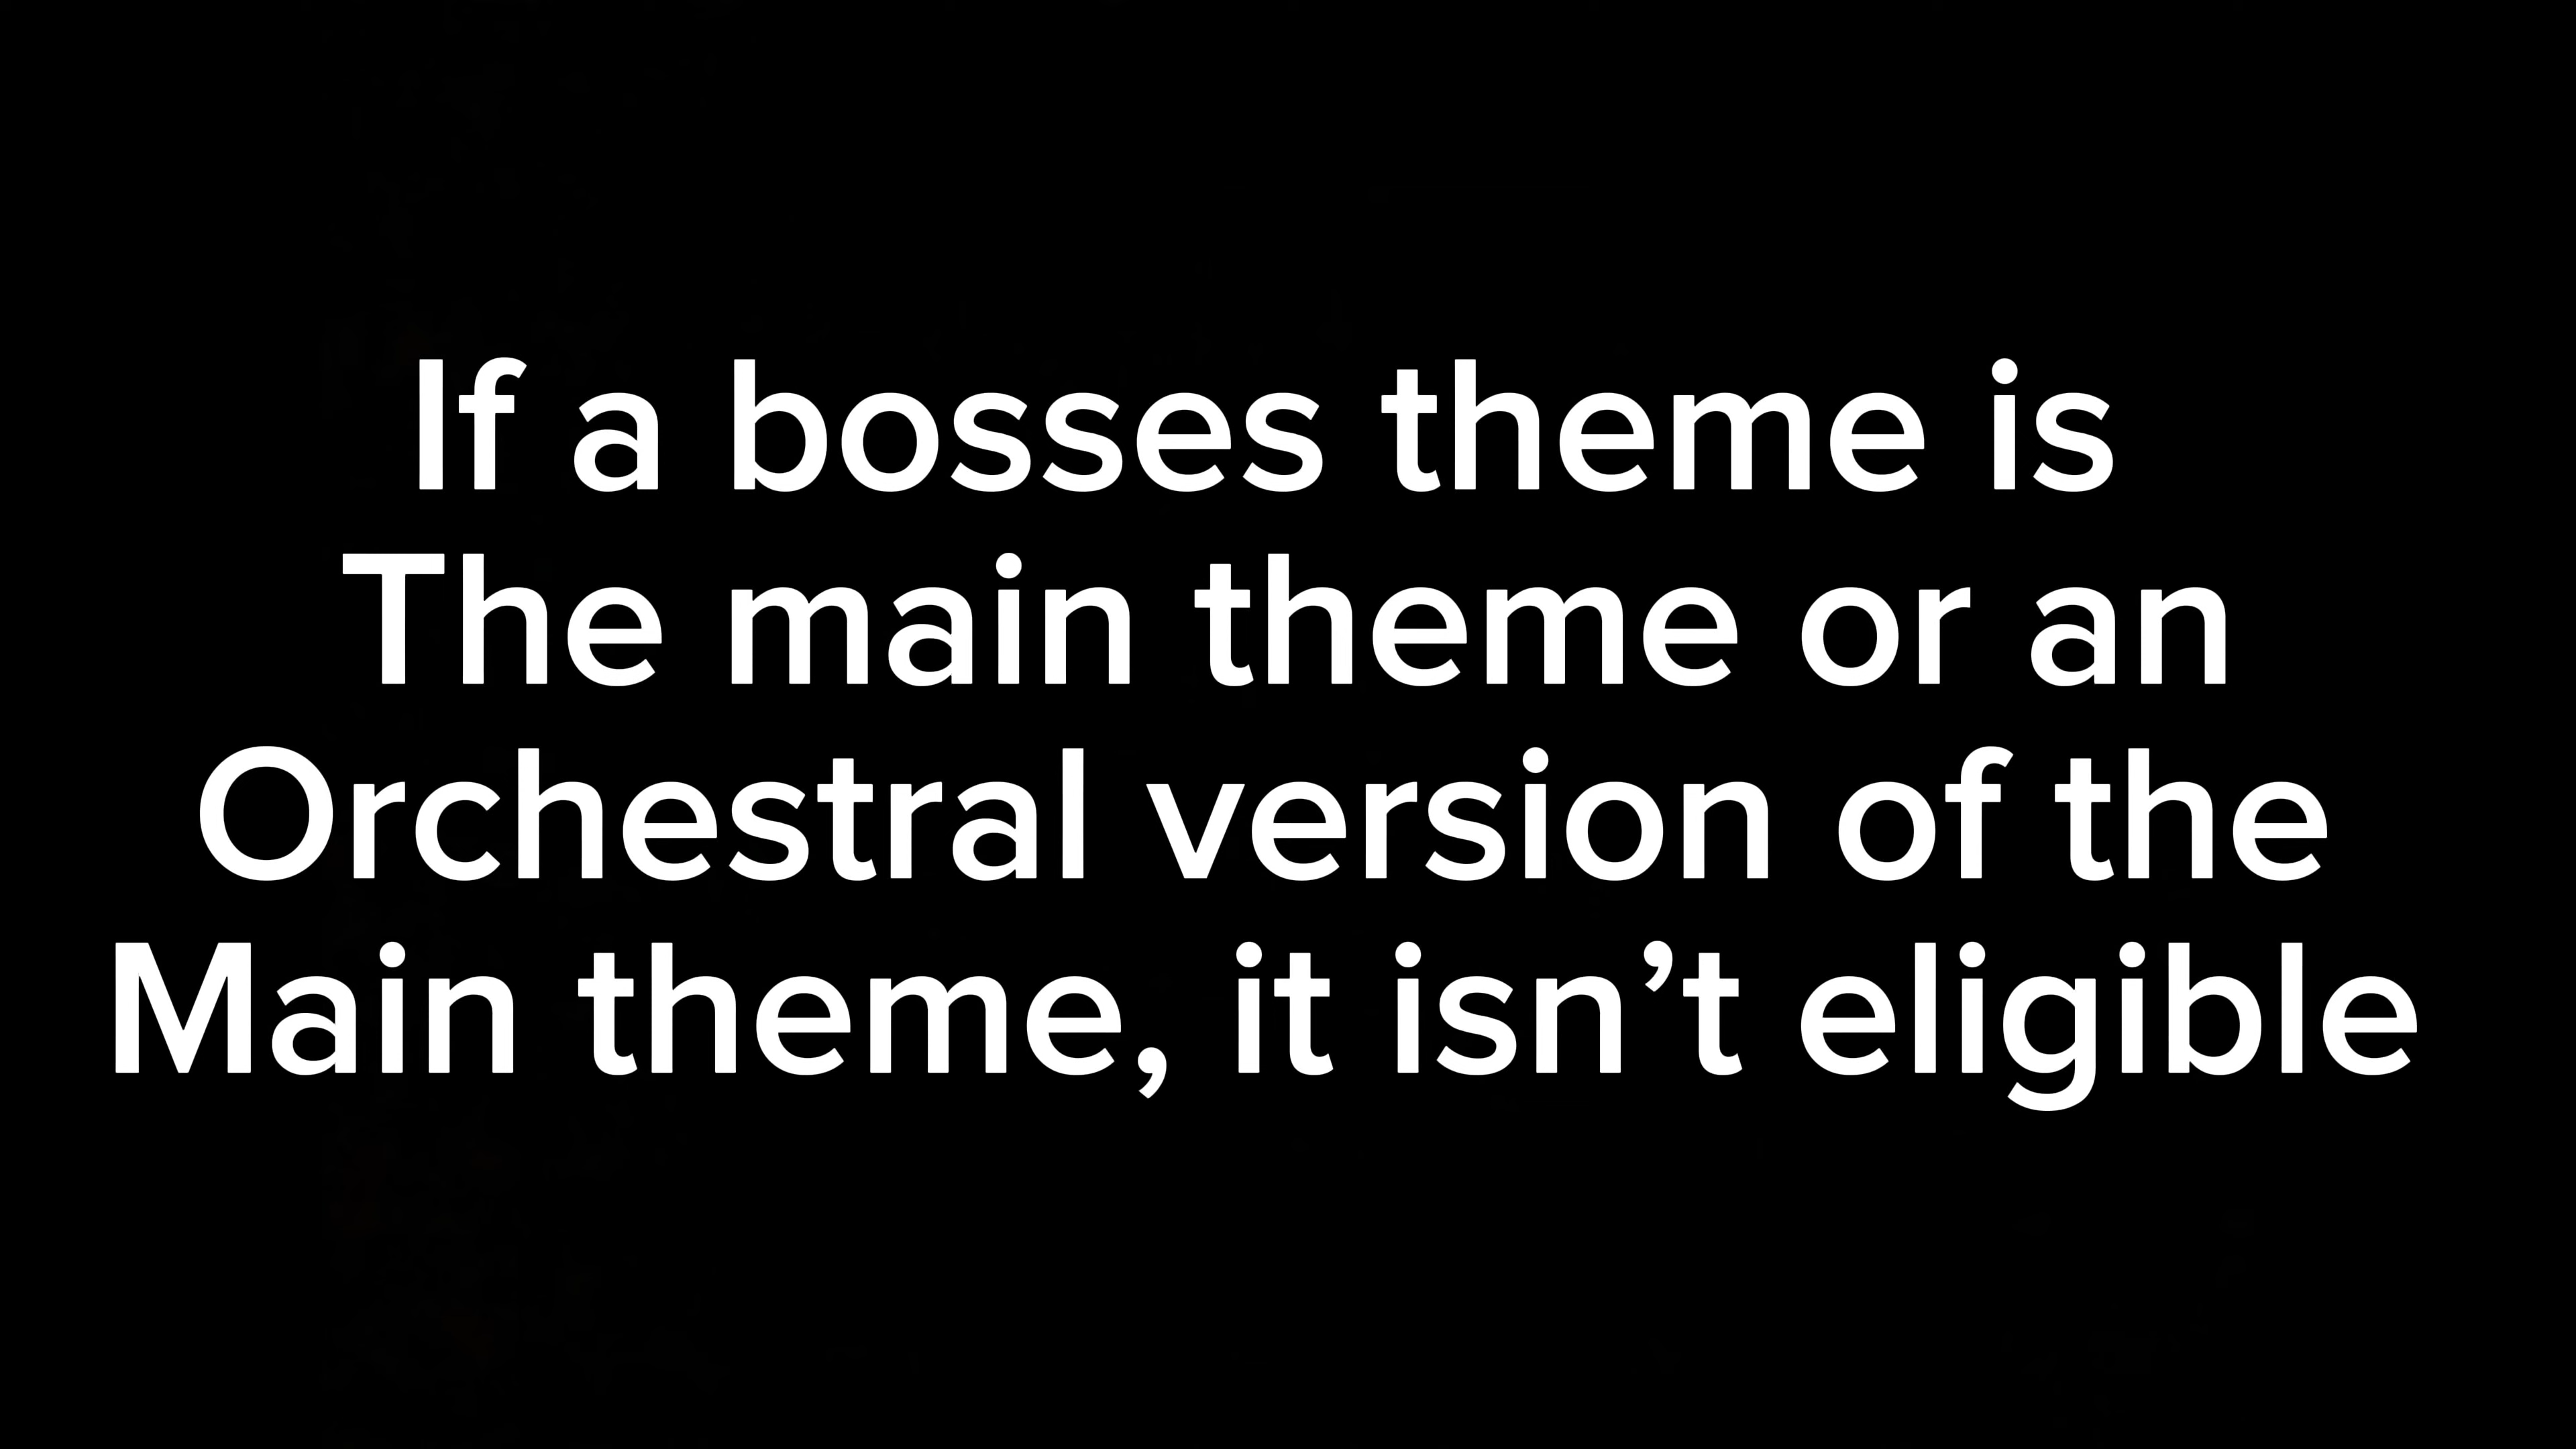 If a bosses theme is
The main theme or an
Orchestral version of the
Main theme, it isn’t eligible